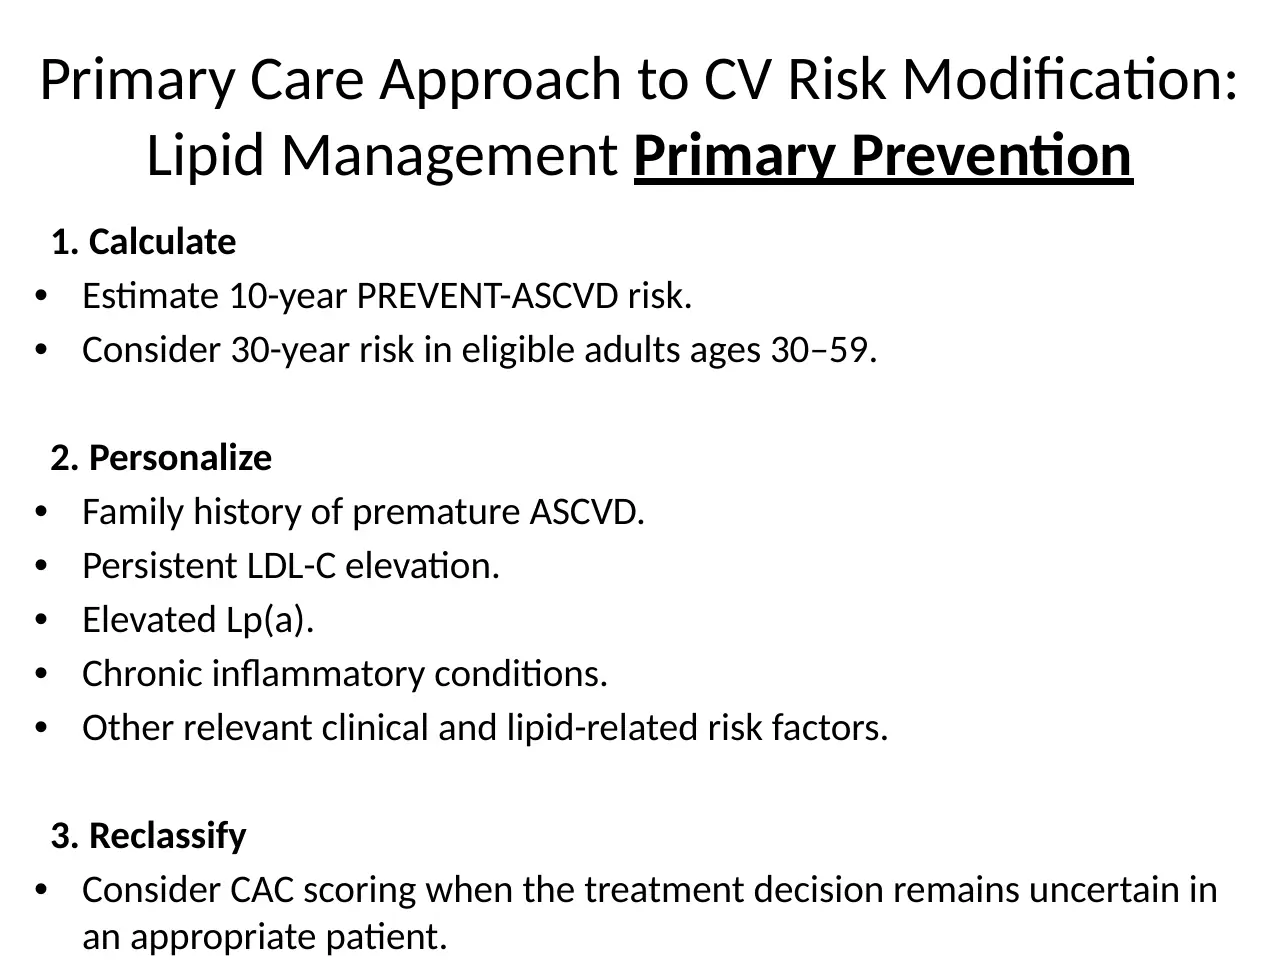 Primary Care Approach to CV Risk Modification:
Lipid Management Primary Prevention
1. Calculate
• Estimate 10-year PREVENT-ASCVD risk.
• Consider 30-year risk in eligible adults ages 30–59.
2. Personalize
• Family history of premature ASCVD.
• Persistent LDL-C elevation.
• Elevated Lp(a).
• Chronic inflammatory conditions.
• Other relevant clinical and lipid-related risk factors.
3. Reclassify
• Consider CAC scoring when the treatment decision remains uncertain in
an appropriate patient.